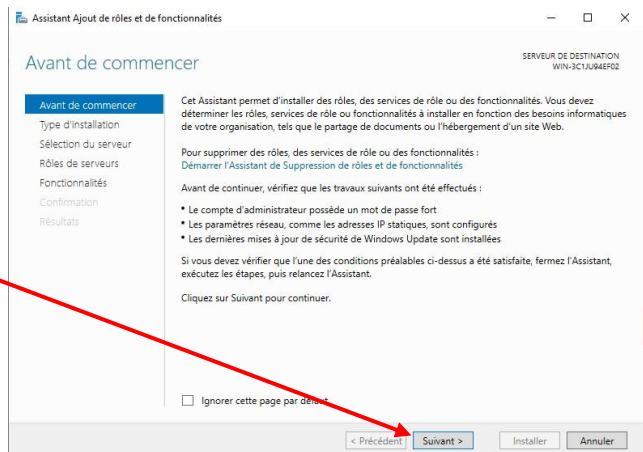 Assistant Ajout de rôles et de fonctionnalités
Avant de commencer
SERVEUR DE DESTINATION
WIN-3C1JU94EF02
Avant de commencer
Type d'installation
Sélection du serveur
Rôles de serveurs
Fonctionnalités
Confirmation
Résultats
Cet Assistant permet d'installer des rôles, des services de rôle ou des fonctionnalités. Vous devez
déterminer les rôles, services de rôle ou fonctionnalités à installer en fonction des besoins informatiques
de votre organisation, tels que le partage de documents ou l'hébergement d'un site Web.
Pour supprimer des rôles, des services de rôle ou des fonctionnalités :
Démarrer l'Assistant de Suppression de rôles et de fonctionnalités
Avant de continuer, vérifiez que les travaux suivants ont été effectués :
• Le compte d'administrateur possède un mot de passe fort
• Les paramètres réseau, comme les adresses IP statiques, sont configurés
• Les dernières mises à jour de sécurité de Windows Update sont installées
Si vous devez vérifier que l'une des conditions préalables ci-dessus a été satisfaite, fermez l'Assistant,
exécutez les étapes, puis relancez l'Assistant.
Cliquez sur Suivant pour continuer.
Ignorer cette page par défaut
< Précédent
Suivant >
Installer
Annuler